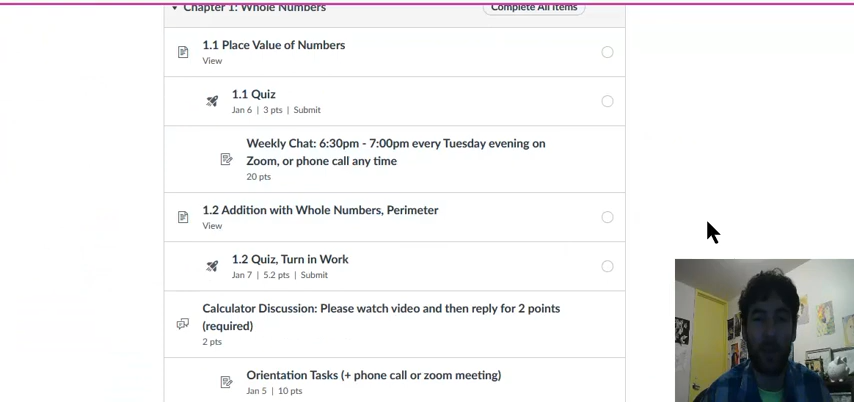 Chapter 1: Whole Numbers
Complete All Items
1.1 Place Value of Numbers
View
1.1 Quiz
Jan 6 | 3 pts | Submit
Weekly Chat: 6:30pm - 7:00pm every Tuesday evening on
Zoom, or phone call any time
20 pts
1.2 Addition with Whole Numbers, Perimeter
View
1.2 Quiz, Turn in Work
Jan 7 | 5.2 pts | Submit
Calculator Discussion: Please watch video and then reply for 2 points
(required)
2 pts
Orientation Tasks (+ phone call or zoom meeting)
Jan 5 | 10 pts